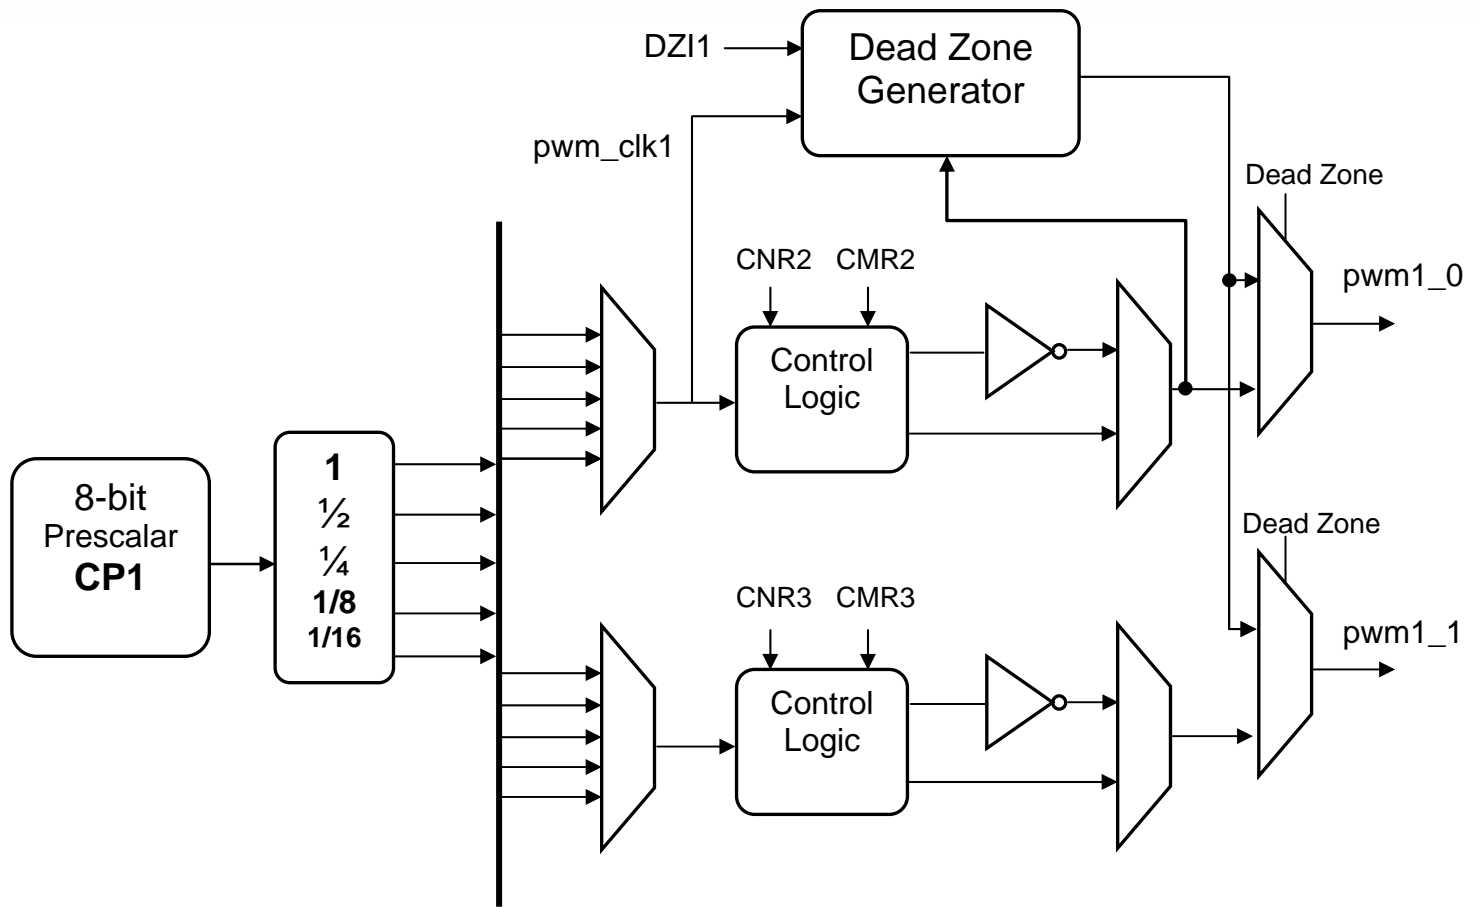 DZI1
Dead Zone
Generator
pwm_clk1
Dead Zone
CNR2
CMR2
pwm1_0
Control
Logic
8-bit
Prescalar
CP1
1
½
¼
1/8
1/16
Dead Zone
CNR3
CMR3
pwm1_1
Control
Logic